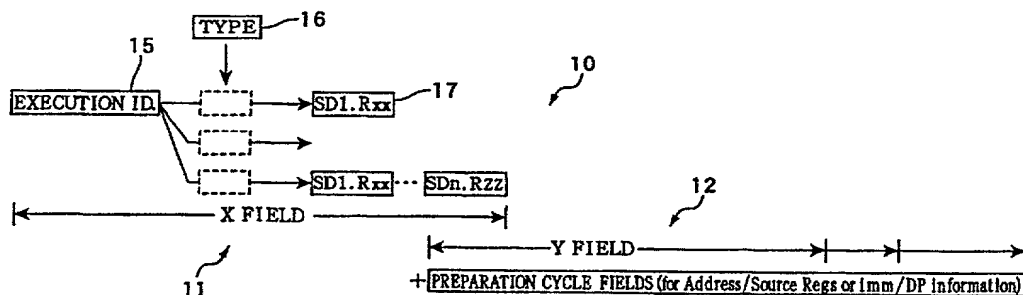 TYPE 16
15
10
EXECUTION ID. SD1.Rxx 17
SD1.Rxx SDn.RZZ
X FIELD
12
Y FIELD
11
+PREPARATION CYCLE FIELDS (for Address/Source Regs or Imm/DP Information)